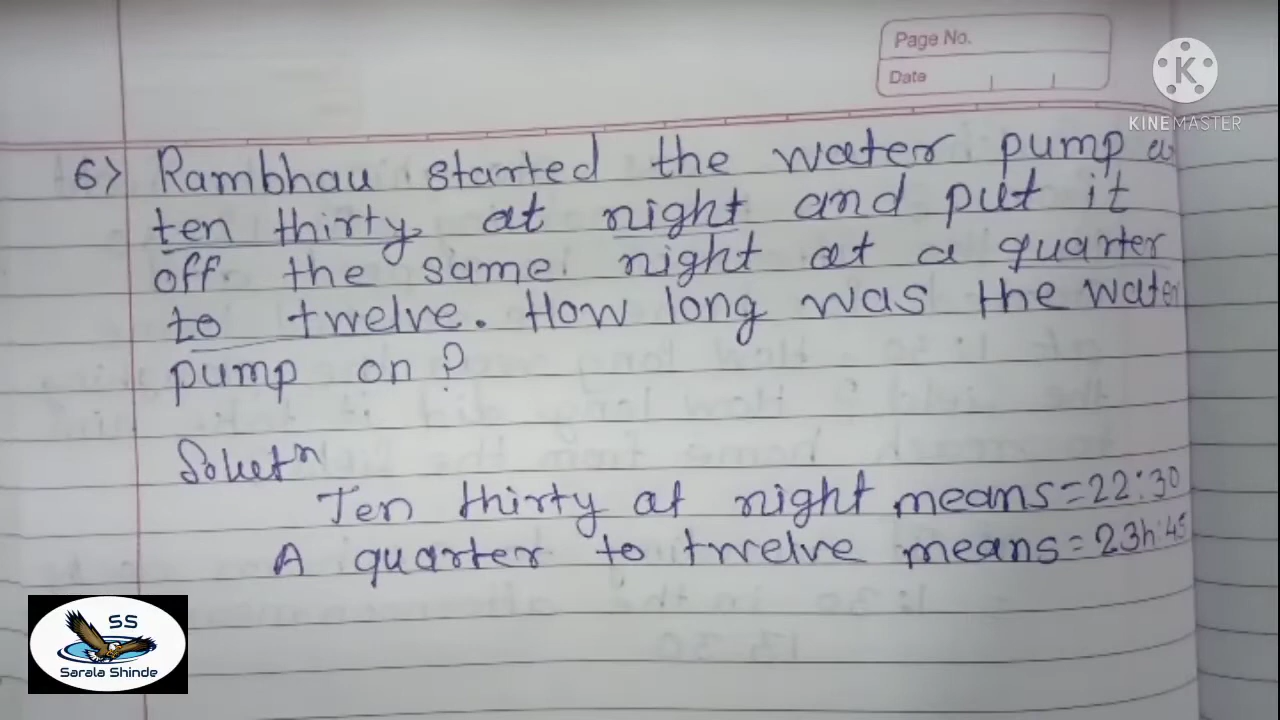 Page No.
Date
KINEMASTER
6) Rambhau started the water pump a
ten thirty at night and put it
off the same night at a quarter
to twelve. How long was the water
pump on?
Solutn
Ten thirty at night means=22:30
A quarter to twelve means=23h:45
SS
Sarala Shinde